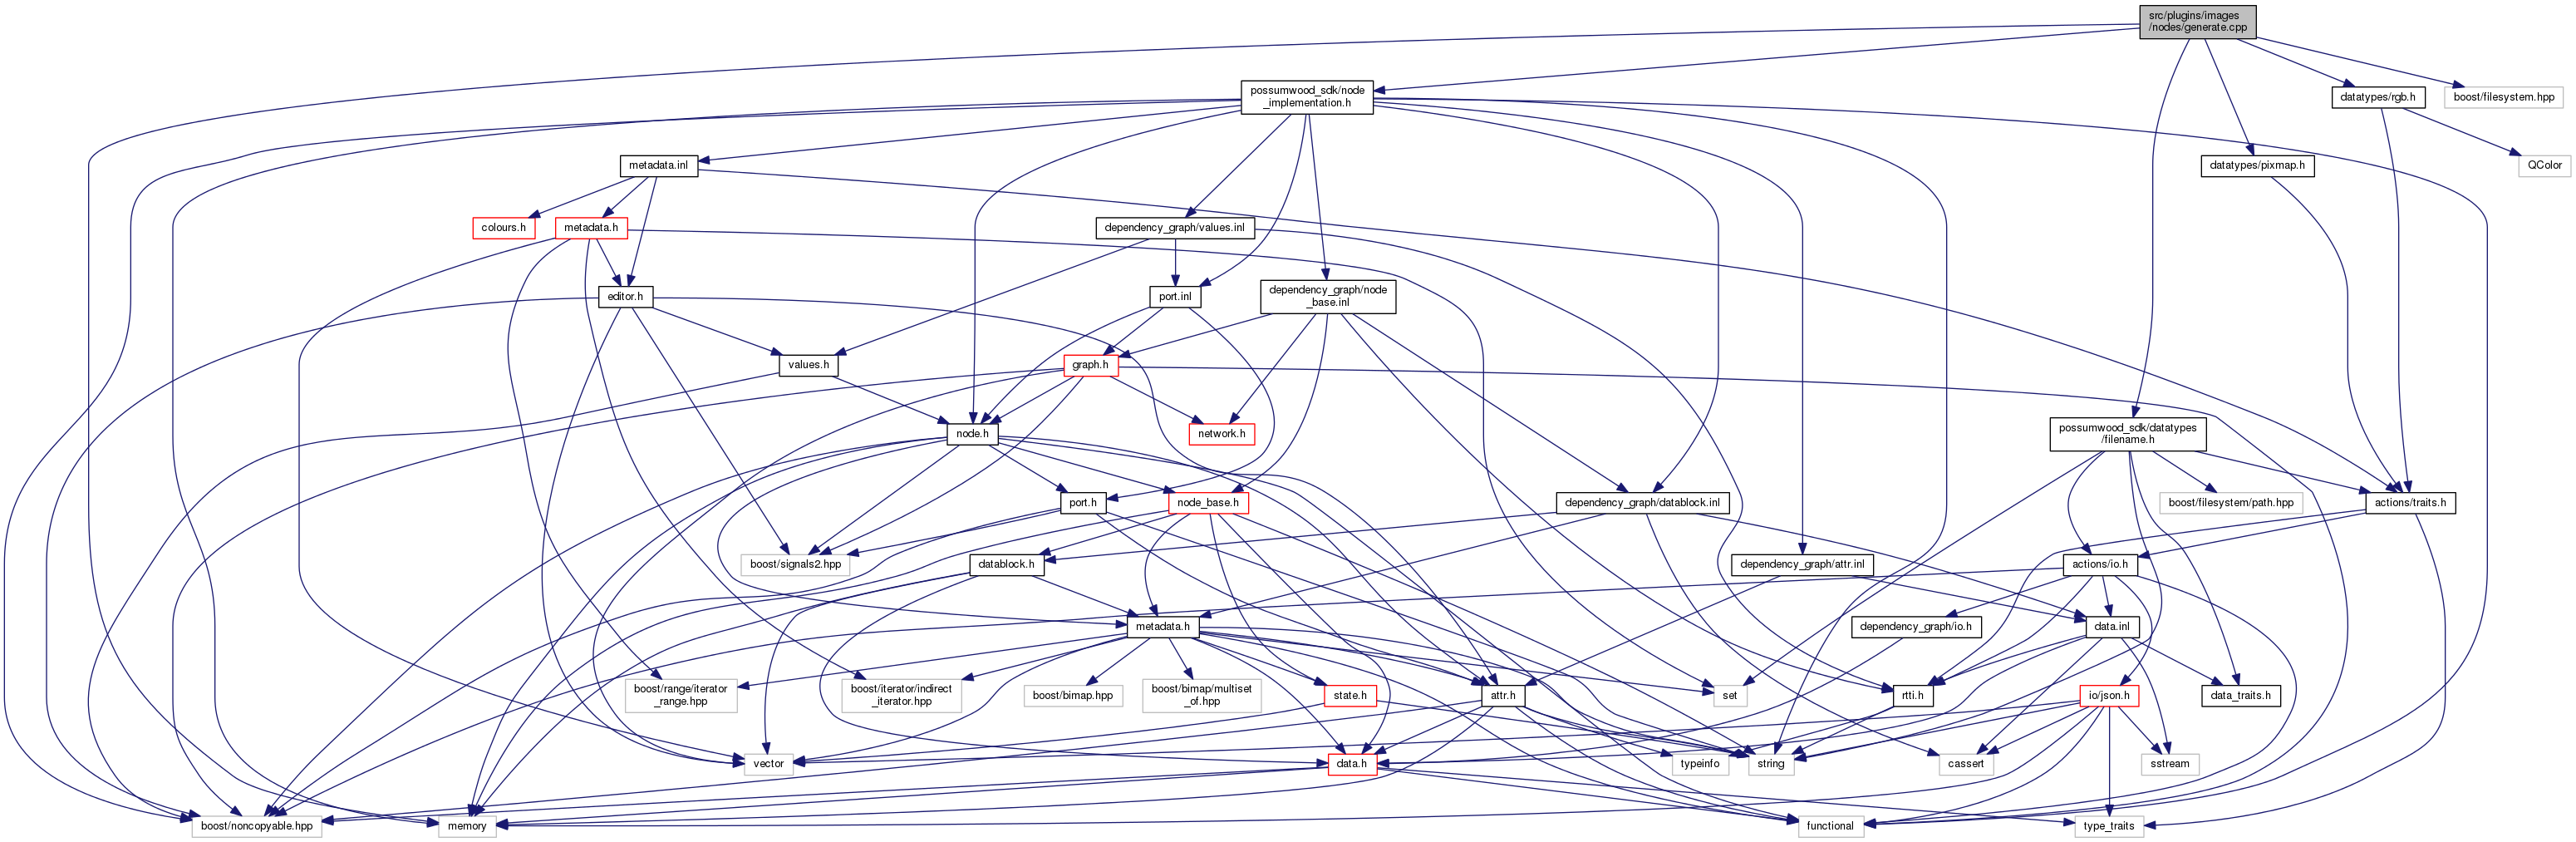 src/plugins/images
/nodes/generate.cpp
possumwood_sdk/node
_implementation.h
datatypes/rgb.h
boost/filesystem.hpp
metadata.inl
datatypes/pixmap.h
QColor
colours.h
metadata.h
dependency_graph/values.inl
editor.h
port.inl
dependency_graph/node
_base.inl
values.h
graph.h
node.h
network.h
possumwood_sdk/datatypes
/filename.h
port.h
node_base.h
dependency_graph/datablock.inl
boost/filesystem/path.hpp
actions/traits.h
boost/signals2.hpp
datablock.h
dependency_graph/attr.inl
actions/io.h
metadata.h
dependency_graph/io.h
data.inl
boost/range/iterator
_range.hpp
boost/iterator/indirect
_iterator.hpp
boost/bimap.hpp
boost/bimap/multiset
_of.hpp
state.h
attr.h
set
rtti.h
io/json.h
data_traits.h
vector
data.h
typeinfo
string
cassert
sstream
boost/noncopyable.hpp
memory
functional
type_traits